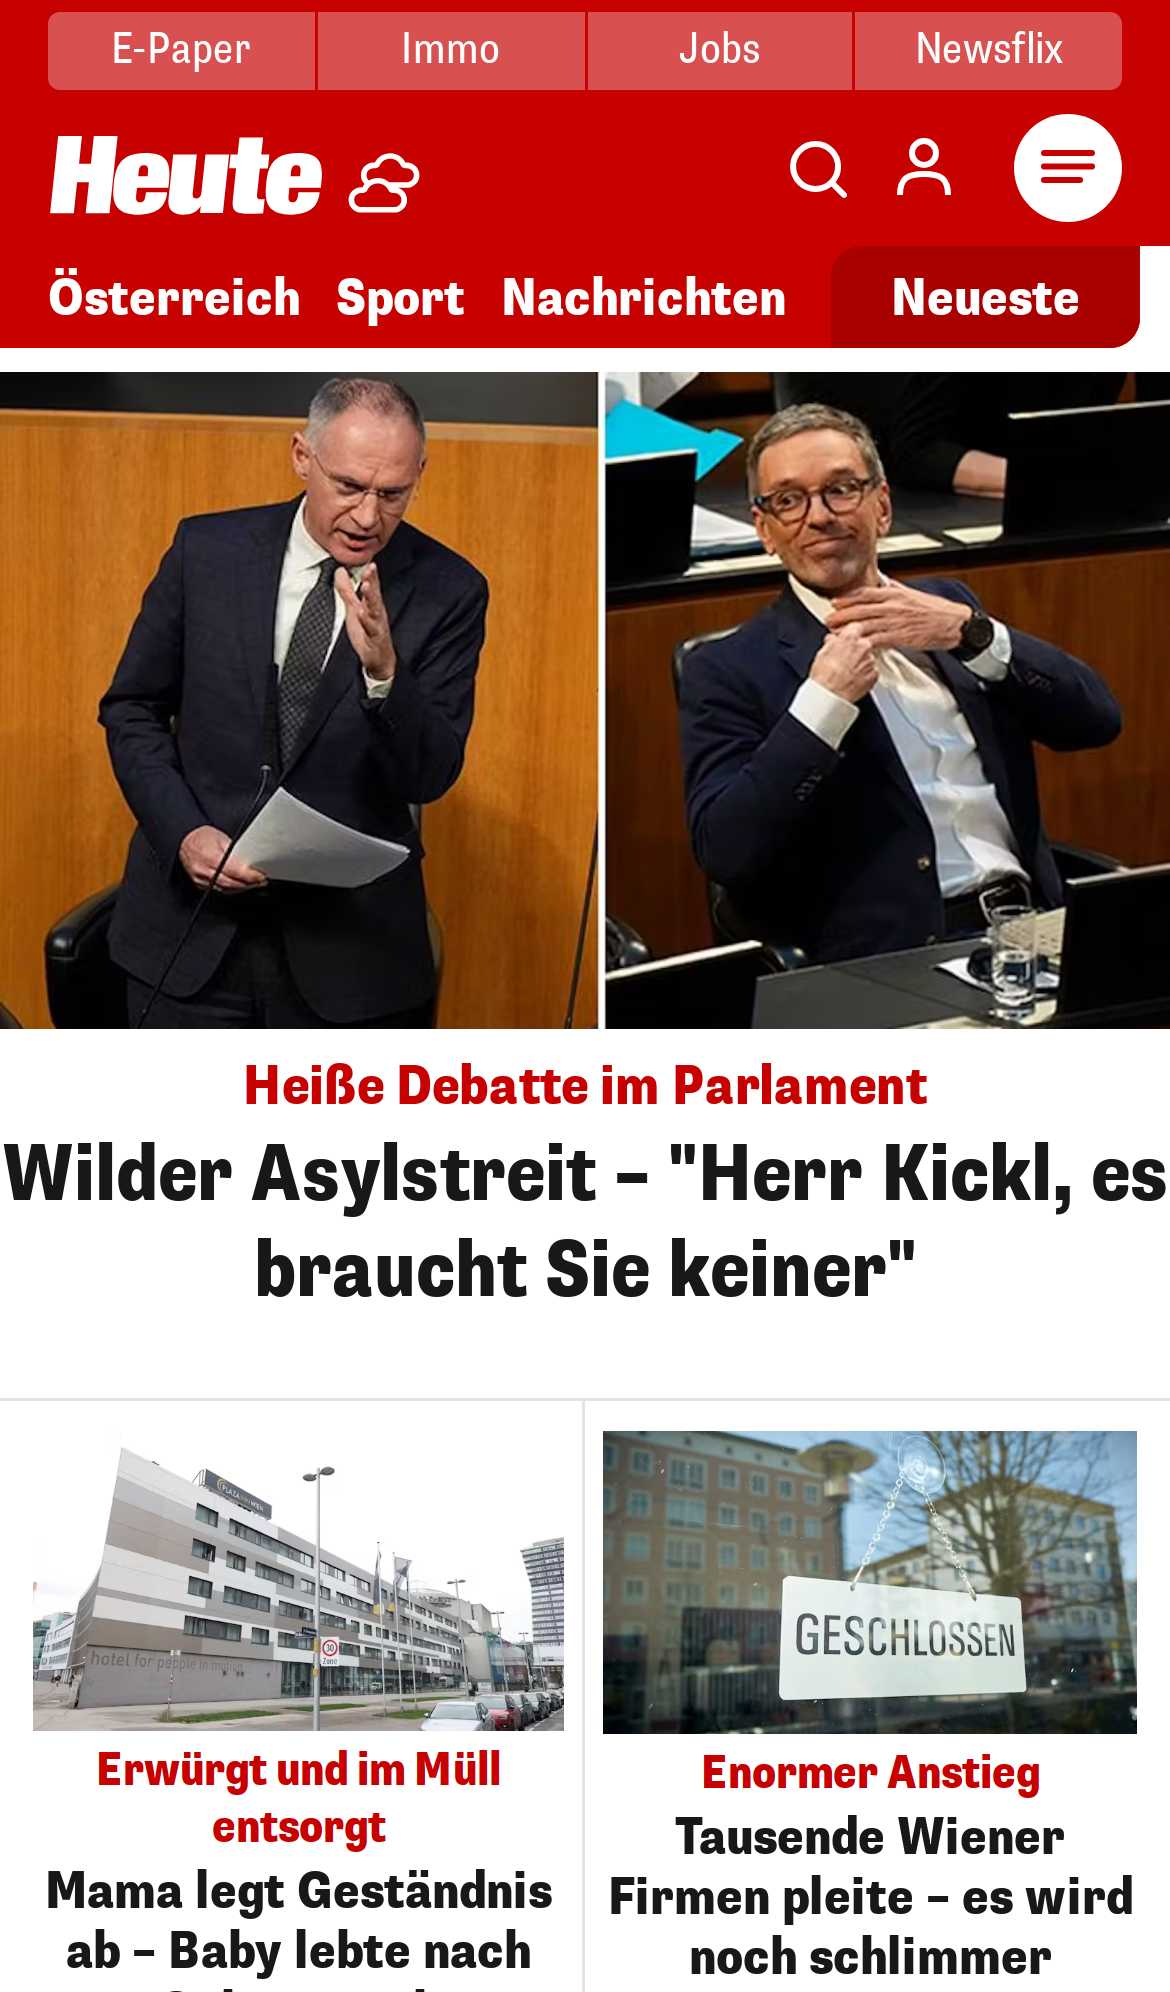 E-Paper
Immo
Jobs
Newsflix
Heute
Österreich
Sport
Nachrichten
Neueste
Heiße Debatte im Parlament
Wilder Asylstreit – "Herr Kickl, es
braucht Sie keiner"
PLAZA
WIEN
hotel for people in motion
30
Zone
Erwürgt und im Müll
entsorgt
Mama legt Geständnis
ab – Baby lebte nach
GESCHLOSSEN
Enormer Anstieg
Tausende Wiener
Firmen pleite – es wird
noch schlimmer